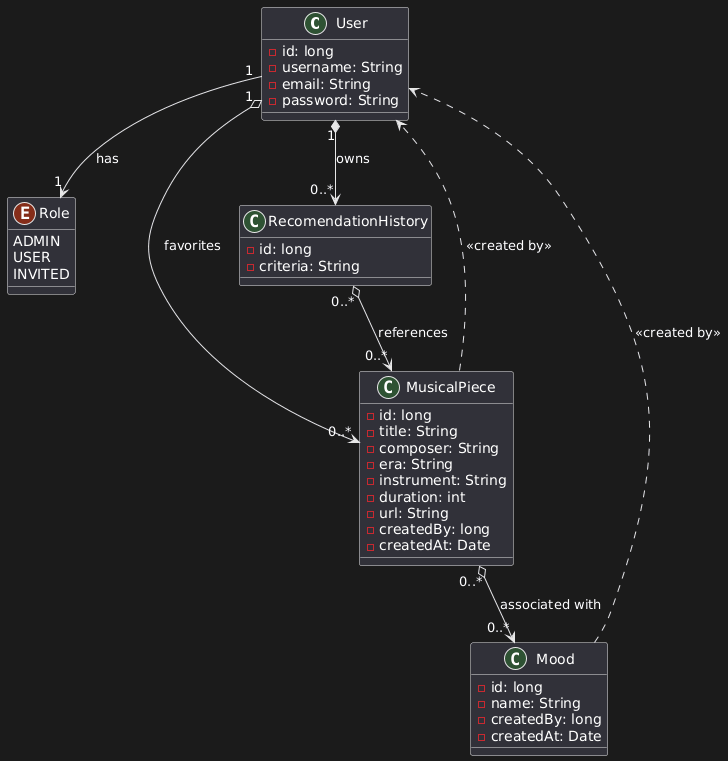 C User
id: long
username: String
email: String
password: String
1
1
1
has
owns
1
0..*
E Role
ADMIN
USER
INVITED
C RecomendationHistory
id: long
criteria: String
favorites
«created by»
0..*
references
«created by»
0..*
C MusicalPiece
id: long
title: String
composer: String
era: String
instrument: String
duration: int
url: String
createdBy: long
createdAt: Date
0..*
0..*
associated with
0..*
C Mood
id: long
name: String
createdBy: long
createdAt: Date